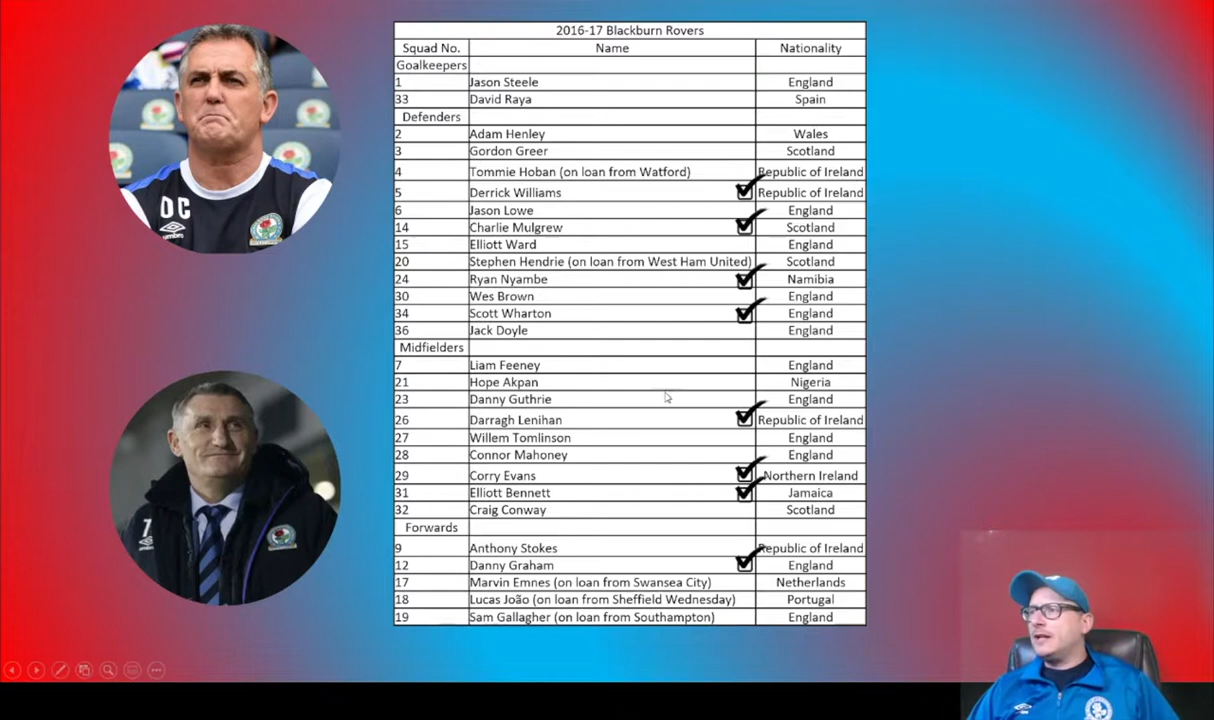 2016-17 Blackburn Rovers
Squad No. Name Nationality
Goalkeepers
1 Jason Steele England
33 David Raya Spain
Defenders
2 Adam Henley Wales
3 Gordon Greer Scotland
4 Tommie Hoban (on loan from Watford) Republic of Ireland
5 Derrick Williams Republic of Ireland
6 Jason Lowe England
14 Charlie Mulgrew Scotland
15 Elliott Ward England
20 Stephen Hendrie (on loan from West Ham United) Scotland
24 Ryan Nyambe Namibia
30 Wes Brown England
34 Scott Wharton England
36 Jack Doyle England
Midfielders
7 Liam Feeney England
21 Hope Akpan Nigeria
23 Danny Guthrie England
26 Darragh Lenihan Republic of Ireland
27 Willem Tomlinson England
28 Connor Mahoney England
29 Corry Evans Northern Ireland
31 Elliott Bennett Jamaica
32 Craig Conway Scotland
Forwards
9 Anthony Stokes Republic of Ireland
12 Danny Graham England
17 Marvin Emnes (on loan from Swansea City) Netherlands
18 Lucas João (on loan from Sheffield Wednesday) Portugal
19 Sam Gallagher (on loan from Southampton) England
OC
umbro